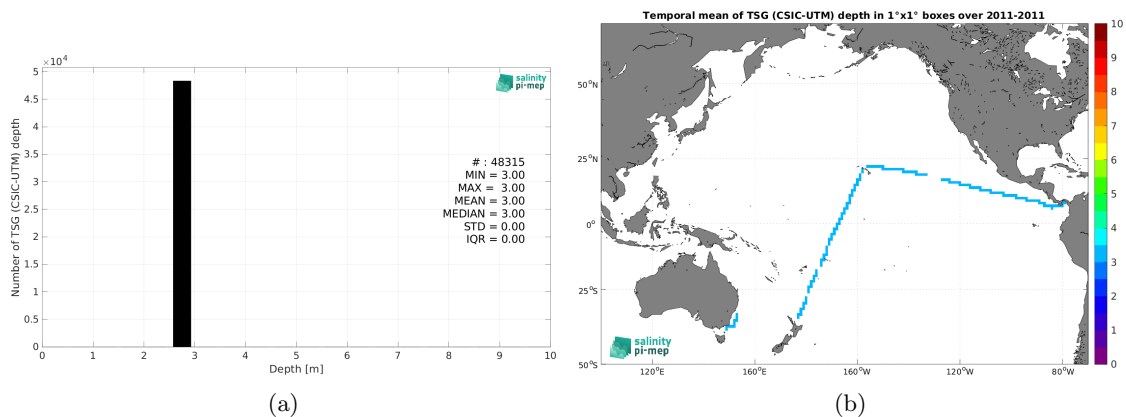 ×10⁴
5
4.5
4
3.5
3
2.5
2
1.5
1
0.5
0
Number of TSG (CSIC-UTM) depth
salinity
pi-mep
# : 48315
MIN = 3.00
MAX = 3.00
MEAN = 3.00
MEDIAN = 3.00
STD = 0.00
IQR = 0.00
0 1 2 3 4 5 6 7 8 9 10
Depth [m]
(a)
Temporal mean of TSG (CSIC-UTM) depth in 1°x1° boxes over 2011-2011
50°N
25°N
0°
25°S
50°S
salinity
pi-mep
120°E 160°E 160°W 120°W 80°W
10
9
8
7
6
5
4
3
2
1
0
(b)